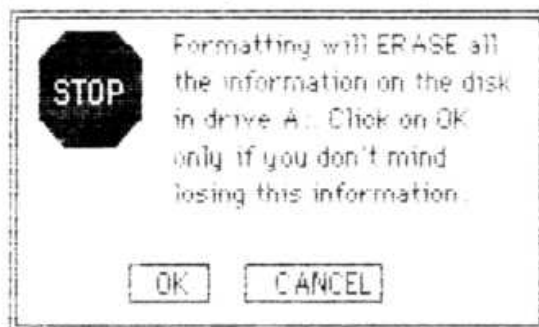 STOP
Formatting will ERASE all
the information on the disk
in drive A:. Click on OK
only if you don't mind
losing this information.
OK
CANCEL